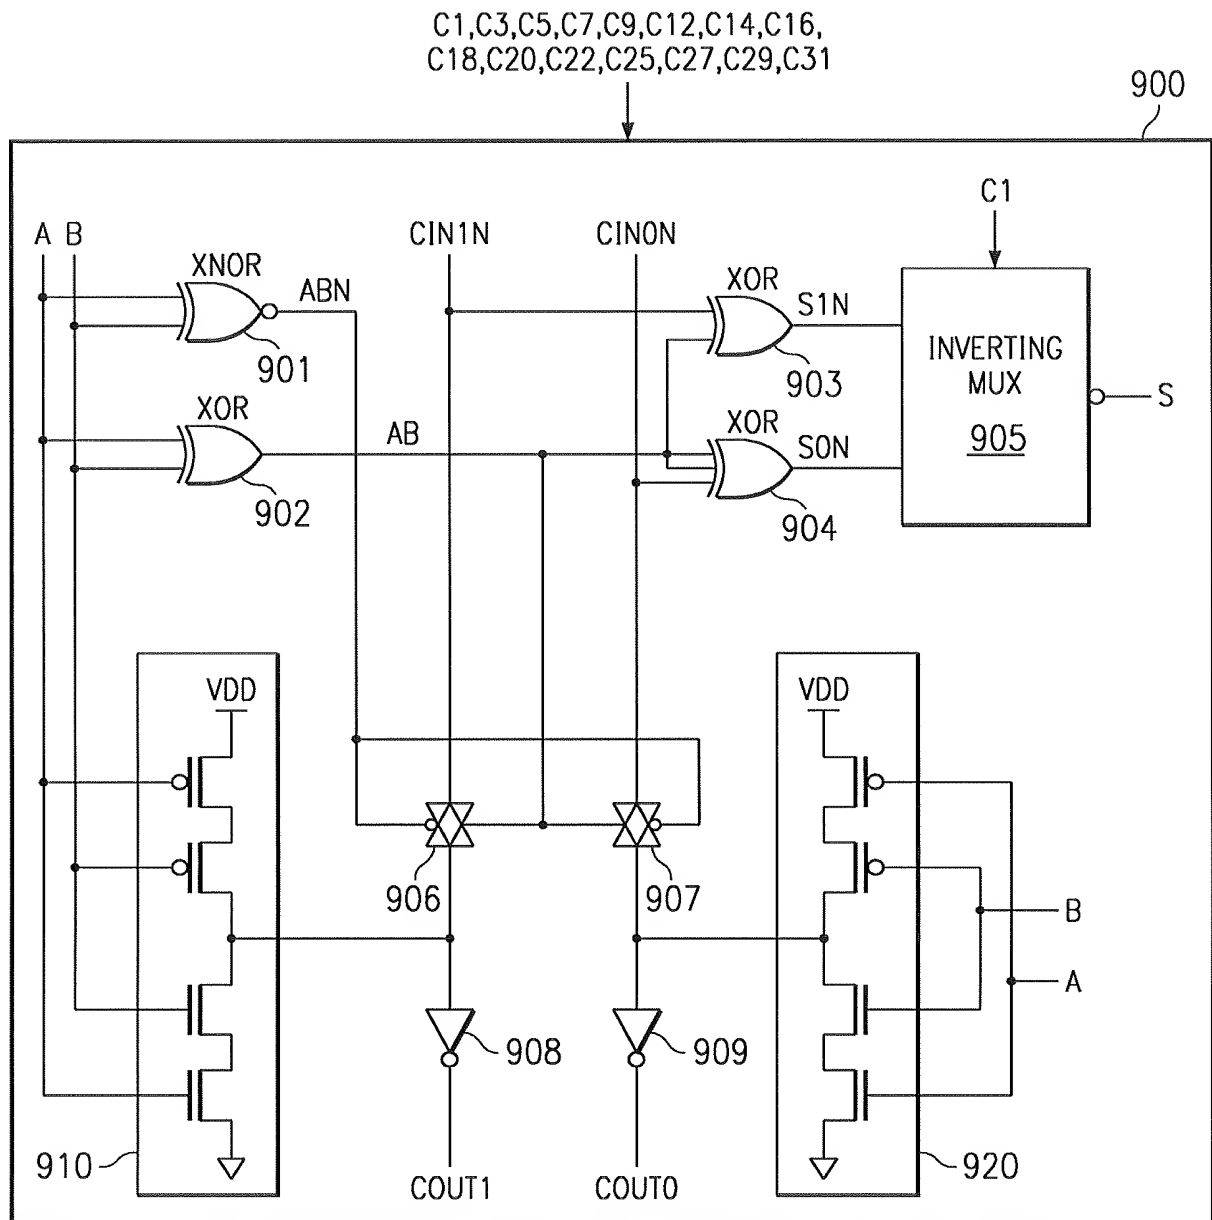 C1,C3,C5,C7,C9,C12,C14,C16,
C18,C20,C22,C25,C27,C29,C31
900
C1
A B
CIN1N
CIN0N
XNOR
ABN
901
XOR
S1N
903
INVERTING
MUX
905
S
XOR
AB
902
XOR
S0N
904
VDD
VDD
906
907
B
A
908
909
910
920
COUT1
COUT0